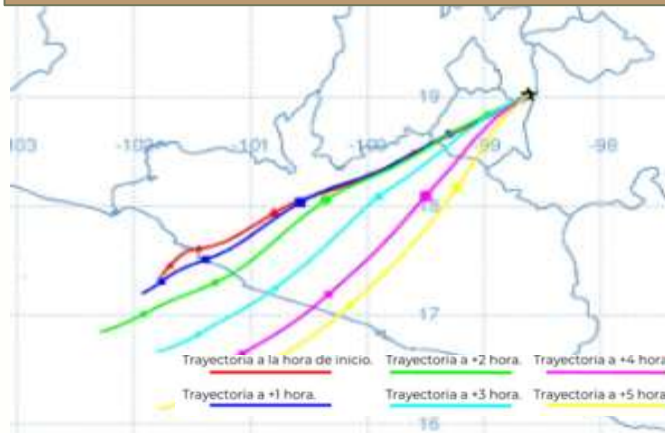 19
-103 -102 -101 -100 -99 -98
18
17
Trayectoria a la hora de inicio. Trayectoria a +2 hora. Trayectoria a +4 hora
Trayectoria a +1 hora. Trayectoria a +3 hora. Trayectoria a +5 hora
16